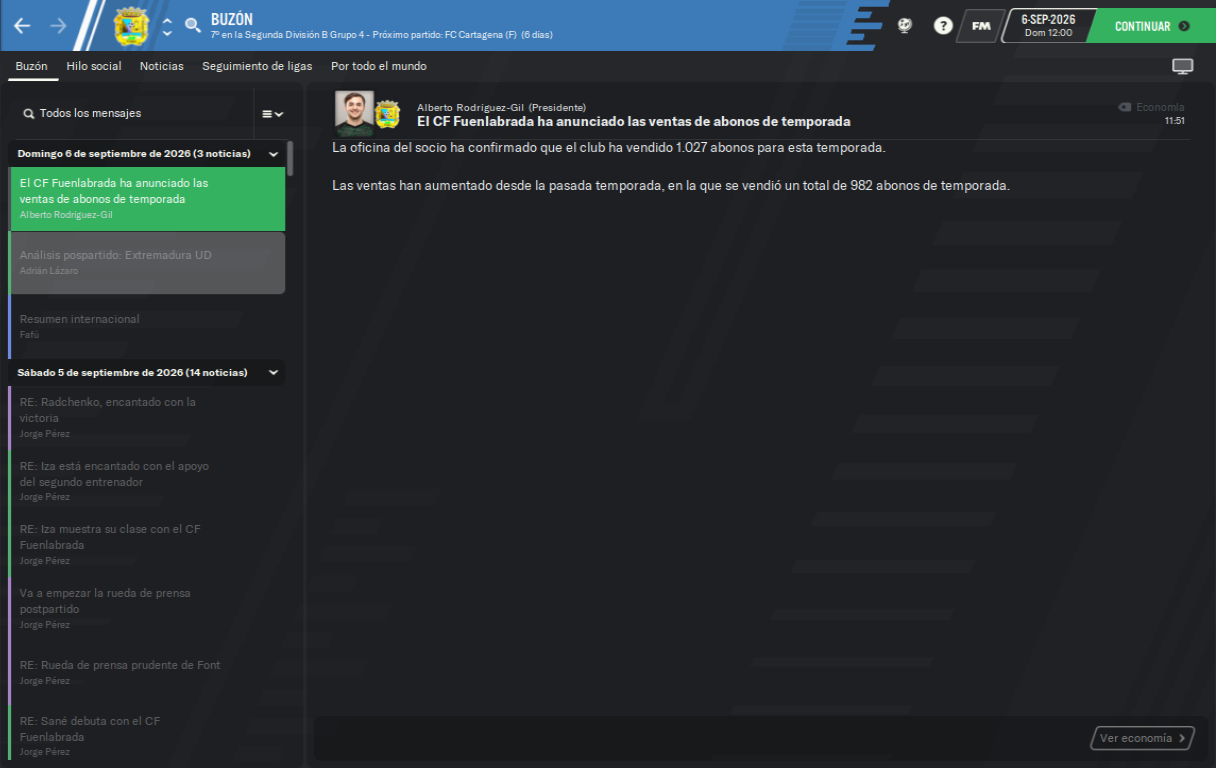 BUZÓN
7º en la Segunda División B Grupo 4 - Próximo partido: FC Cartagena (F) (6 días)
?
FM
6-SEP-2026
Dom 12:00
CONTINUAR
Buzón
Hilo social
Noticias
Seguimiento de ligas
Por todo el mundo
Todos los mensajes
Domingo 6 de septiembre de 2026 (3 noticias)
El CF Fuenlabrada ha anunciado las
ventas de abonos de temporada
Alberto Rodríguez-Gil
Análisis pospartido: Extremadura UD
Adrián Lázaro
Resumen internacional
Fafú
Sábado 5 de septiembre de 2026 (14 noticias)
RE: Radchenko, encantado con la
victoria
Jorge Pérez
RE: Iza está encantado con el apoyo
del segundo entrenador
Jorge Pérez
RE: Iza muestra su clase con el CF
Fuenlabrada
Jorge Pérez
Va a empezar la rueda de prensa
postpartido
Jorge Pérez
RE: Rueda de prensa prudente de Font
Jorge Pérez
RE: Sané debuta con el CF
Fuenlabrada
Jorge Pérez
Alberto Rodríguez-Gil (Presidente)
El CF Fuenlabrada ha anunciado las ventas de abonos de temporada
Economía
11:51
La oficina del socio ha confirmado que el club ha vendido 1.027 abonos para esta temporada.
Las ventas han aumentado desde la pasada temporada, en la que se vendió un total de 982 abonos de temporada.
Ver economía